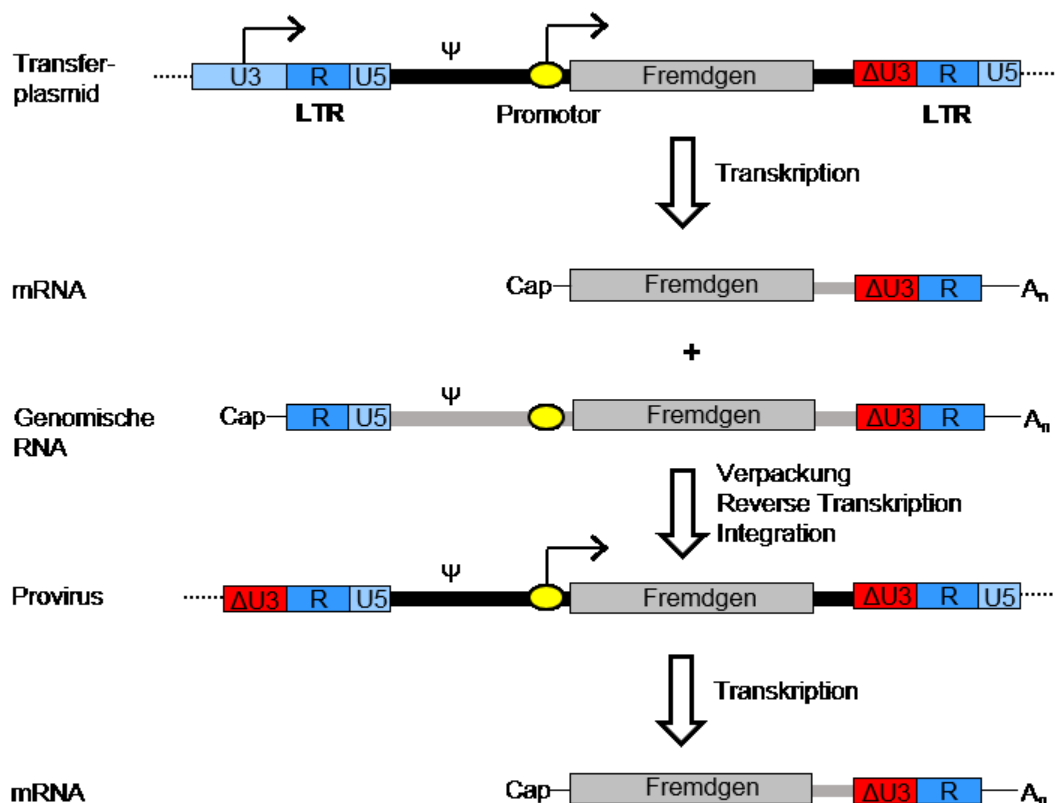 Transfer-
plasmid
U3 R U5 Ψ Fremdgen ΔU3 R U5
LTR Promotor LTR
Transkription
mRNA
Cap Fremdgen ΔU3 R An
+
Genomische
RNA
Cap R U5 Ψ Fremdgen ΔU3 R An
Verpackung
Reverse Transkription
Integration
Provirus
ΔU3 R U5 Ψ Fremdgen ΔU3 R U5
Transkription
mRNA
Cap Fremdgen ΔU3 R An